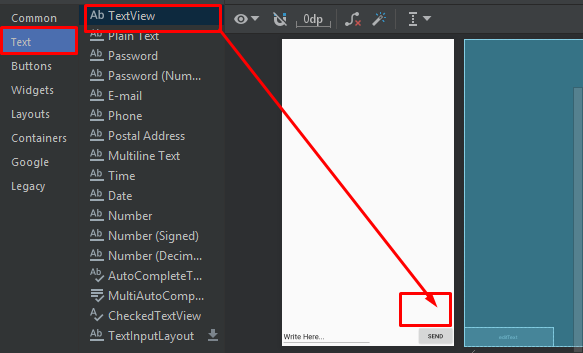 Common
Text
Buttons
Widgets
Layouts
Containers
Google
Legacy
Ab TextView
Ab Plain Text
Ab Password
Ab Password (Num...
Ab E-mail
Ab Phone
Ab Postal Address
Ab Multiline Text
Ab Time
Ab Date
Ab Number
Ab Number (Signed)
Ab Number (Decim...
AutoCompleteT...
MultiAutoComp...
A CheckedTextView
Ab TextInputLayout
0dp
Write Here...
SEND
editText